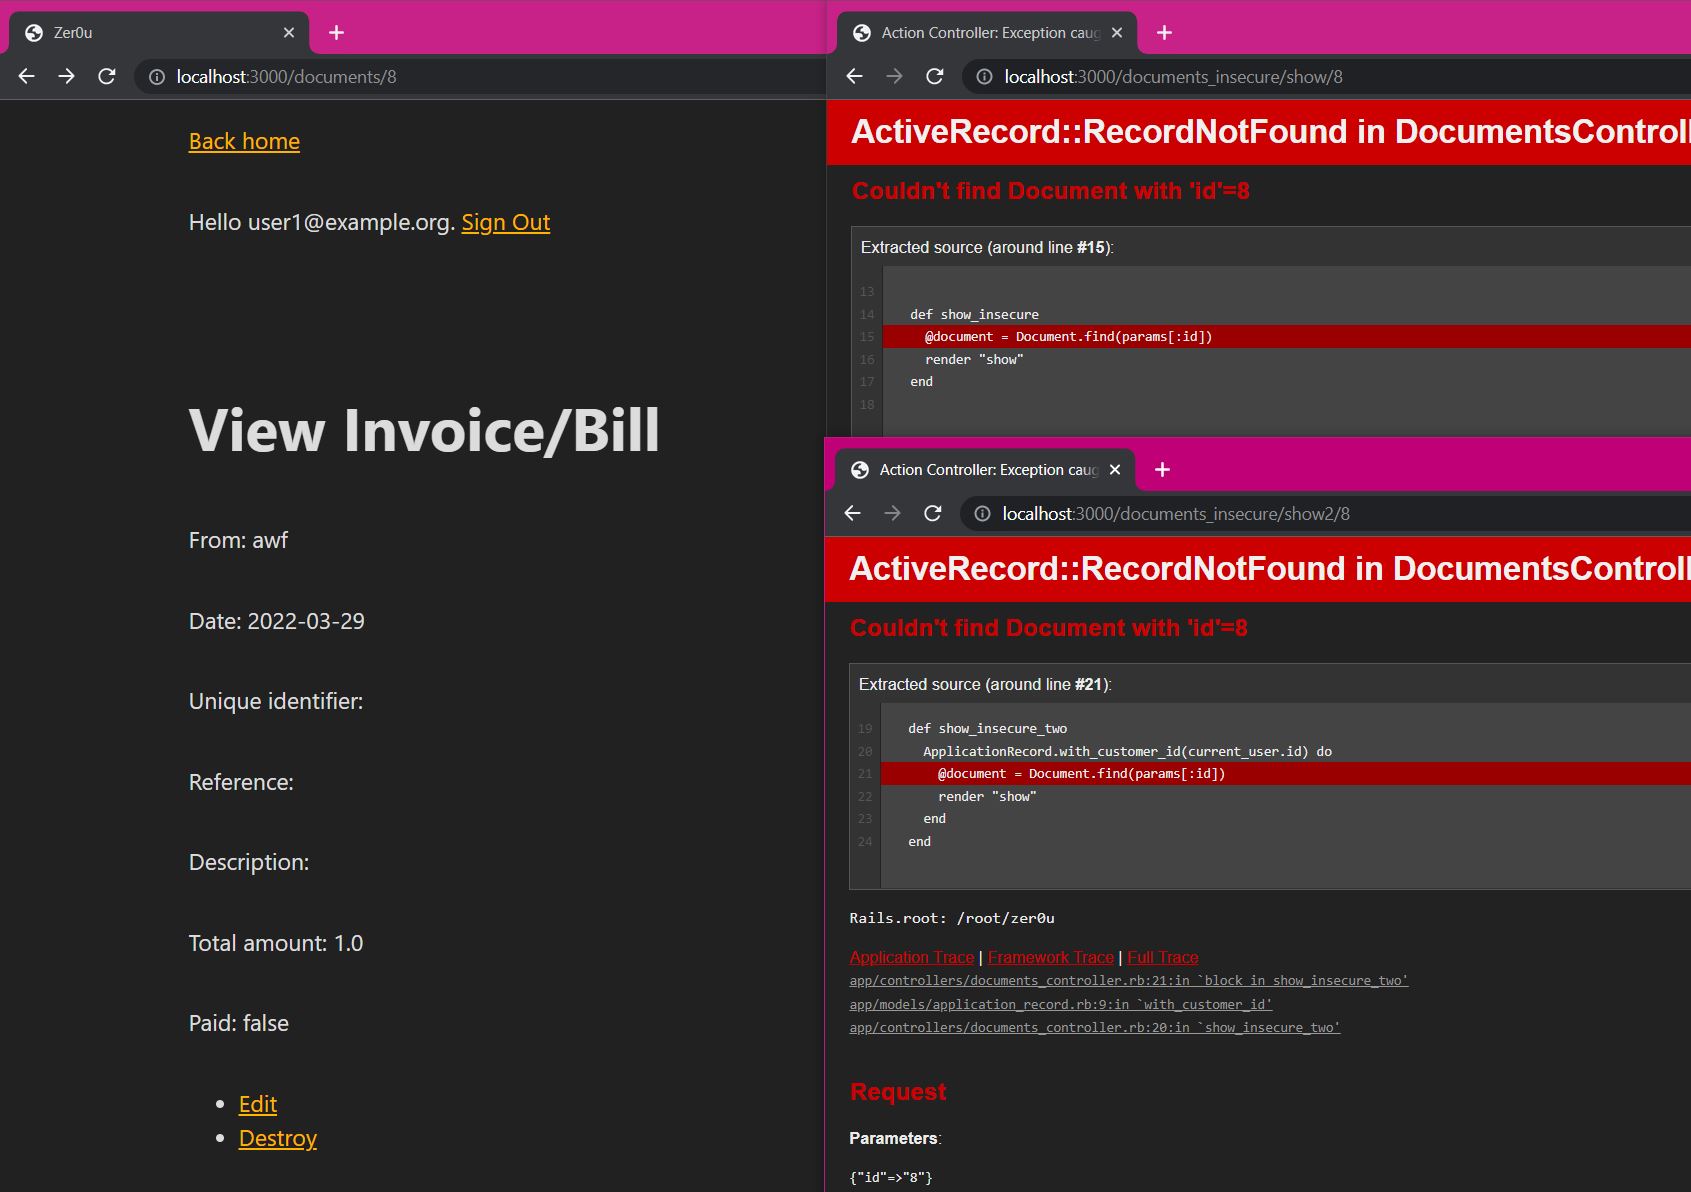 Zer0u
localhost:3000/documents/8
Back home
Hello user1@example.org. Sign Out
View Invoice/Bill
From: awf
Date: 2022-03-29
Unique identifier:
Reference:
Description:
Total amount: 1.0
Paid: false
Edit
Destroy
Action Controller: Exception caug
localhost:3000/documents_insecure/show/8
ActiveRecord::RecordNotFound in DocumentsControll
Couldn't find Document with 'id'=8
Extracted source (around line #15):
13
14 def show_insecure
15 @document = Document.find(params[:id])
16 render "show"
17 end
18
Action Controller: Exception caug
localhost:3000/documents_insecure/show2/8
ActiveRecord::RecordNotFound in DocumentsControll
Couldn't find Document with 'id'=8
Extracted source (around line #21):
19 def show_insecure_two
20 ApplicationRecord.with_customer_id(current_user.id) do
21 @document = Document.find(params[:id])
22 render "show"
23 end
24 end
Rails.root: /root/zer0u
Application Trace | Framework Trace | Full Trace
app/controllers/documents_controller.rb:21:in `block in show_insecure_two'
app/models/application_record.rb:9:in `with_customer_id'
app/controllers/documents_controller.rb:20:in `show_insecure_two'
Request
Parameters:
{"id"=>"8"}